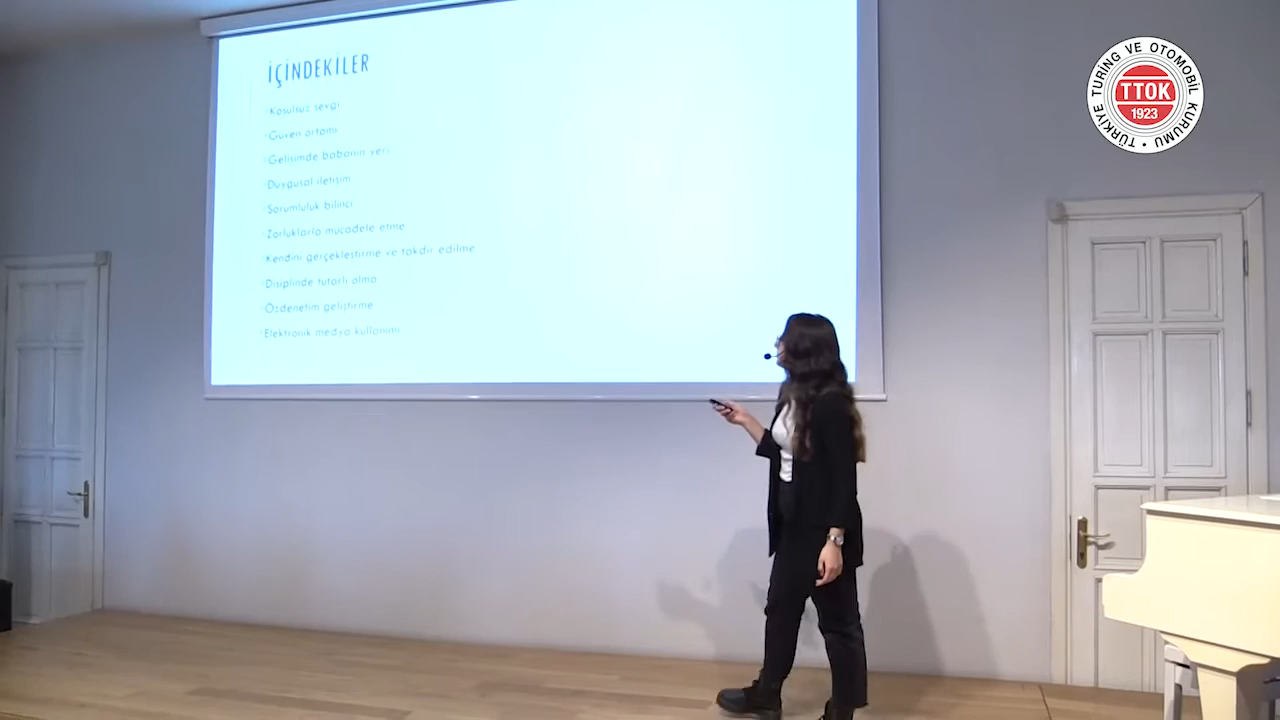 İÇİNDEKİLER
Koşulsuz sevgi
Güven ortamı
Gelişimde babanın yeri
Duygusal iletişim
Sorumluluk bilinci
Zorluklarla mücadele etme
Kendini gerçekleştirme ve takdir edilme
Disiplinde tutarlı olma
Özdenetim geliştirme
Elektronik medya kullanımı
TÜRKİYE TURİNG VE OTOMOBİL KURUMU
TTOK
1923